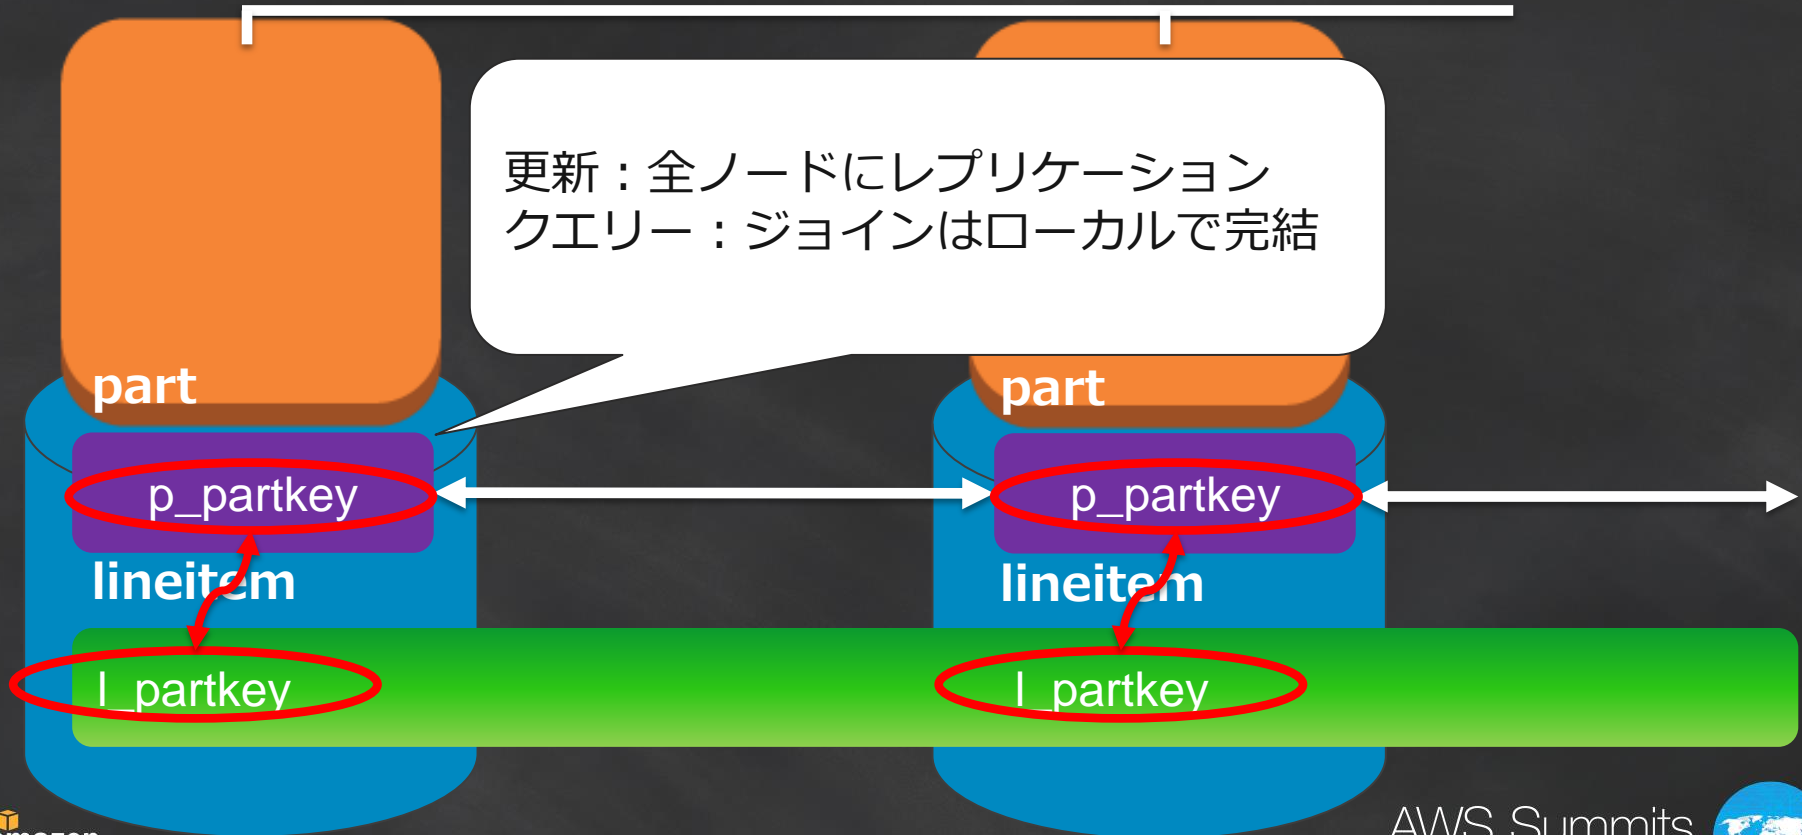 更新：全ノードにレプリケーション
クエリー：ジョインはローカルで完結
part
part
p_partkey
p_partkey
lineitem
lineitem
l_partkey
l_partkey
amazon
AWS Summits